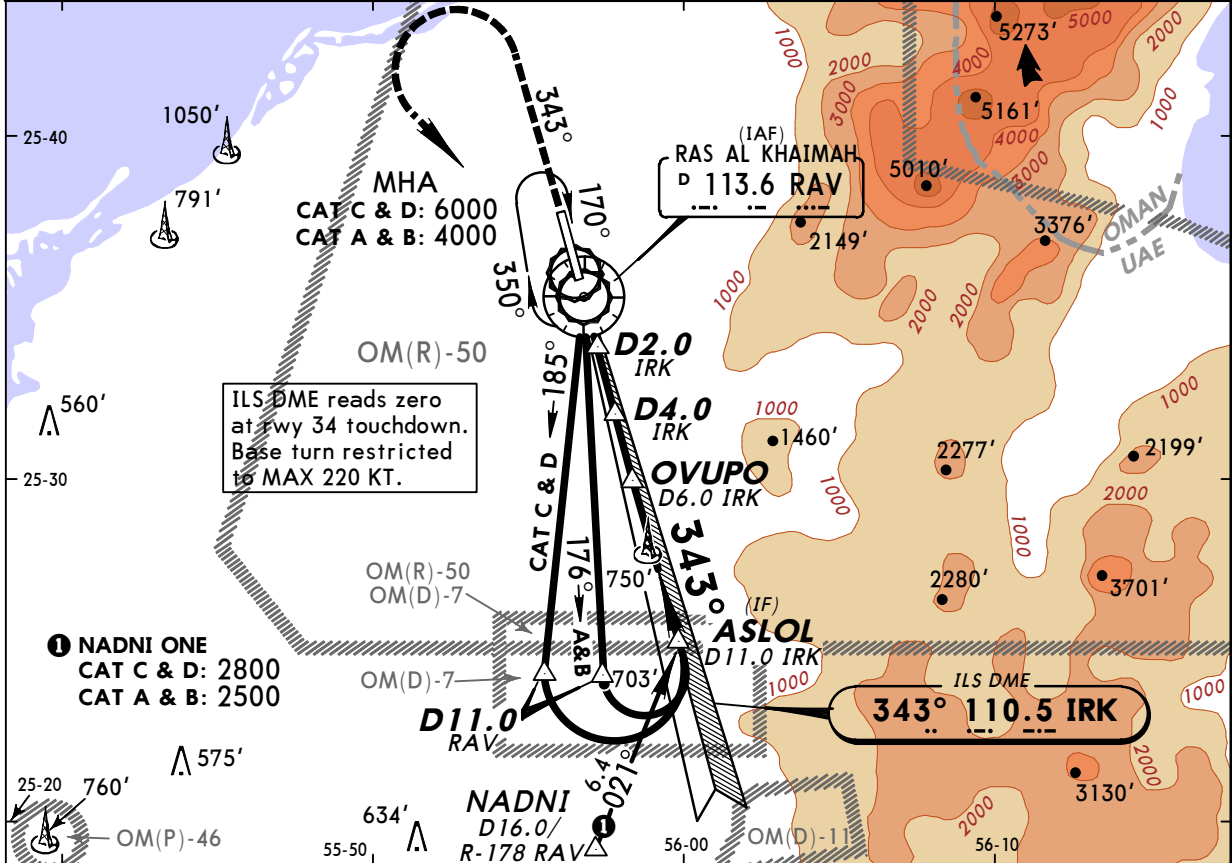 5273'
5000
2000
1000
2000
4000
3000
1050'
5161'
1000
25-40
343°
4000
(IAF)
RAS AL KHAIMAH
D 113.6 RAV
5010'
3000
MHA
CAT C & D: 6000
CAT A & B: 4000
170°
791'
2149'
3376'
OMAN
UAE
350°
1000
2000
2000
2000
OM(R)-50
185°
D2.0
IRK
ILS DME reads zero
at rwy 34 touchdown.
Base turn restricted
to MAX 220 KT.
560'
D4.0
IRK
1000
1460'
1000
2277'
2199'
25-30
OVUPO
D6.0 IRK
CAT C & D
1000
1000
2000
343°
176°
A&B
750'
OM(R)-50
OM(D)-7
2280'
3701'
(IF)
ASLOL
D11.0 IRK
1 NADNI ONE
CAT C & D: 2800
CAT A & B: 2500
OM(D)-7
703'
1000
1000
ILS DME
343° 110.5 IRK
D11.0
RAV
575'
2000
6.4
021°
3130'
25-20
760'
OM(P)-46
634'
NADNI
D16.0/
R-178 RAV
1
OM(D)-11
2000
55-50
56-00
56-10